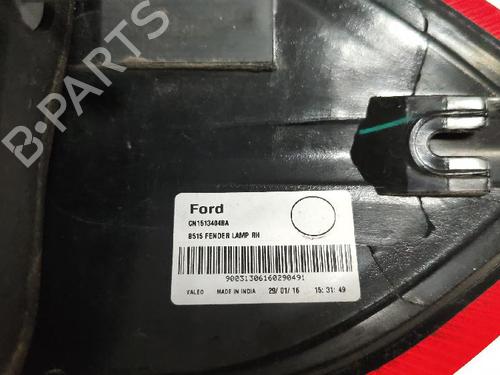 B-PARTS
Ford
CN1513404BA
B515 FENDER LAMP RH
90031306160290491
VALEO MADE IN INDIA 29/ 01/ 16 15: 31: 49